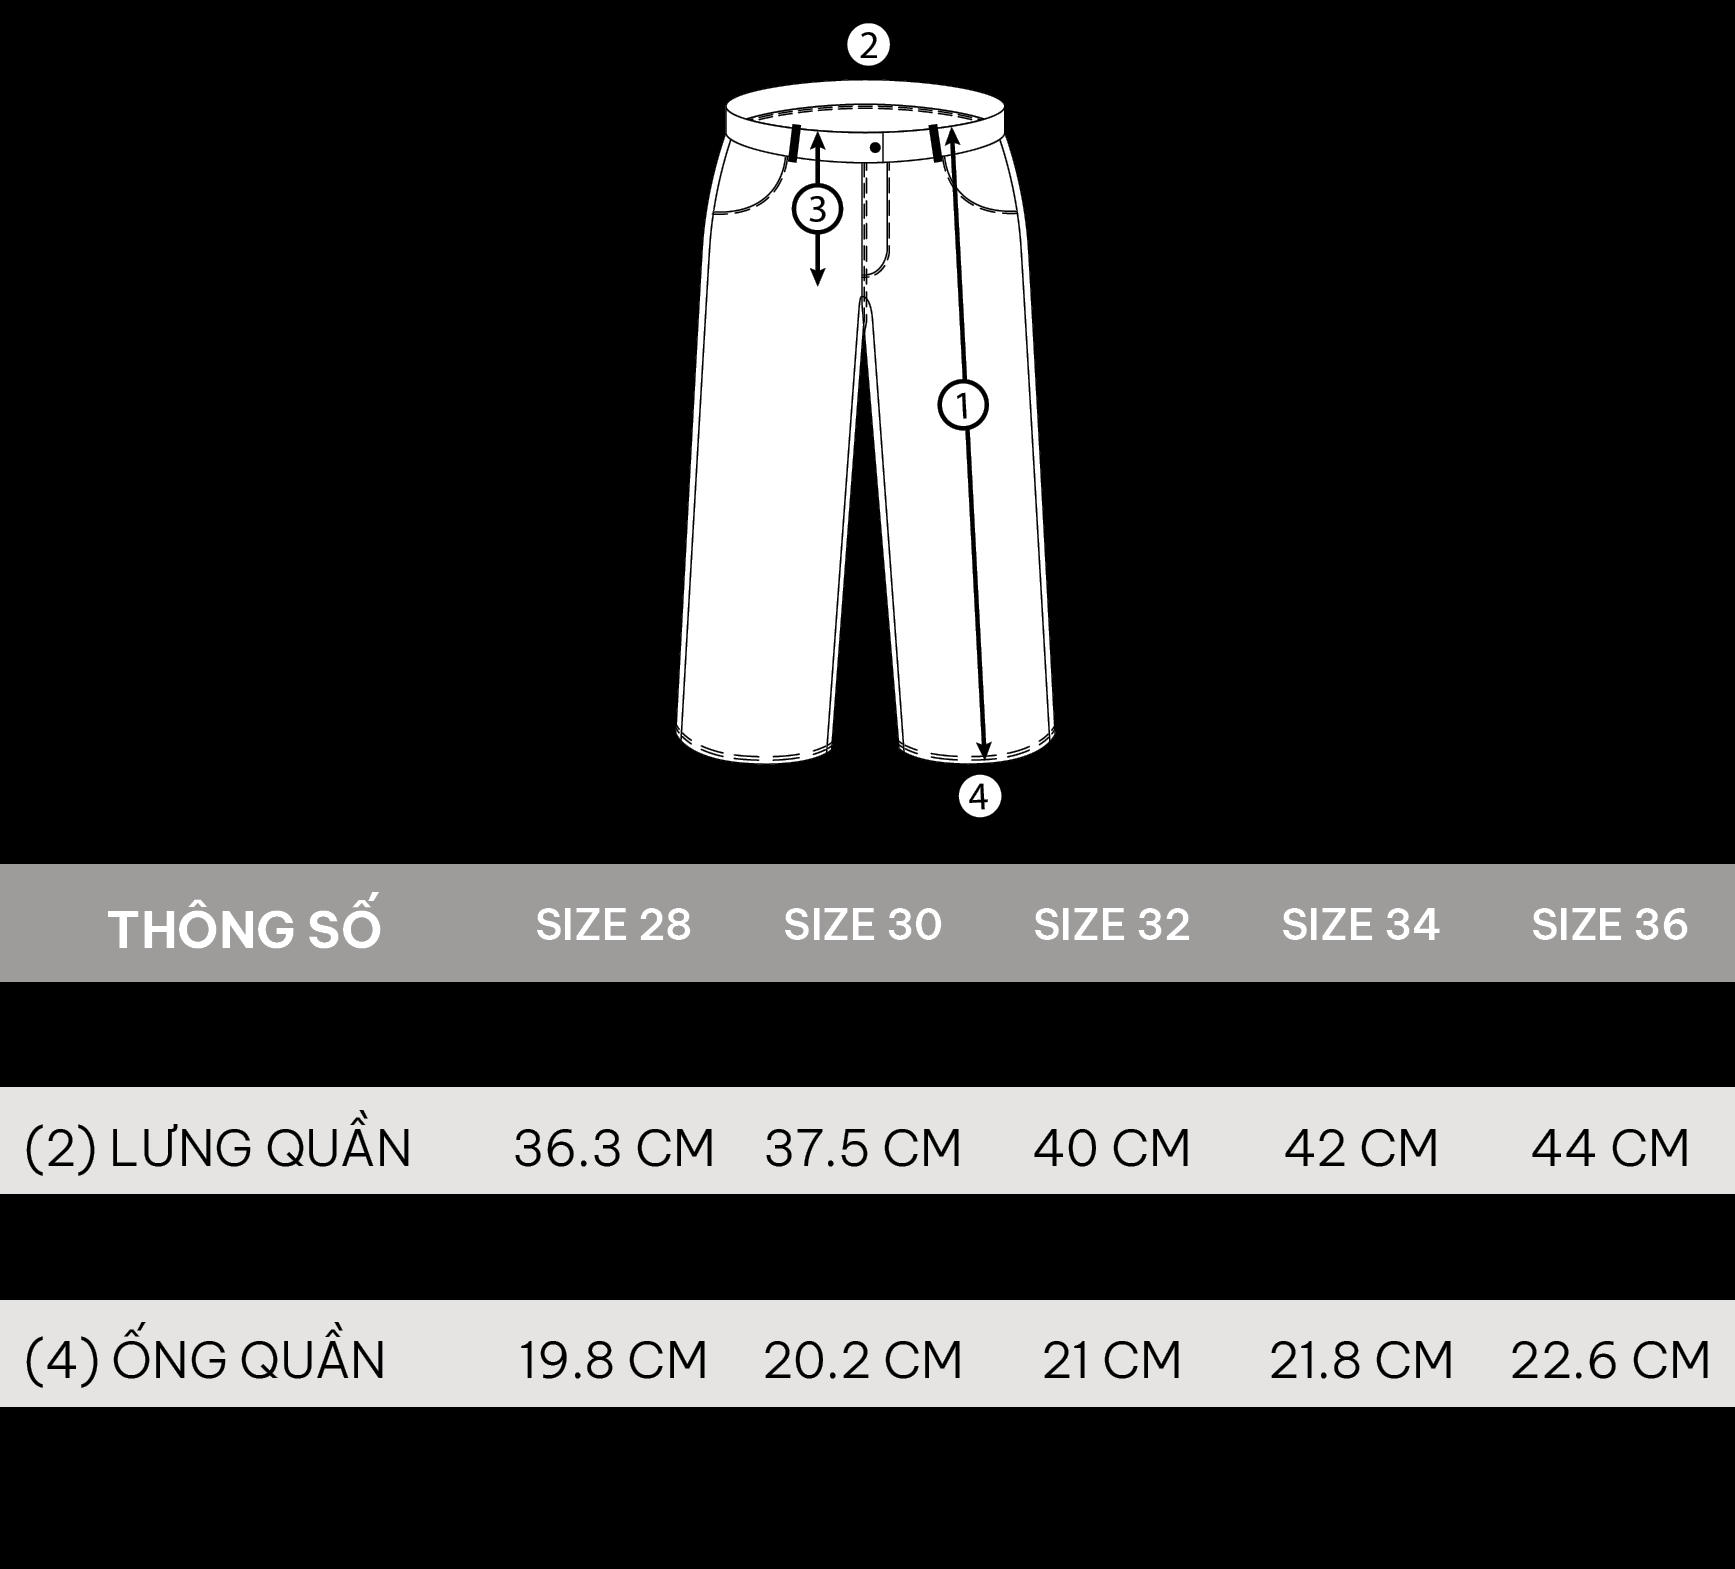 2
3
1
4
THÔNG SỐ SIZE 28 SIZE 30 SIZE 32 SIZE 34 SIZE 36
(2) LƯNG QUẦN 36.3 CM 37.5 CM 40 CM 42 CM 44 CM
(4) ỐNG QUẦN 19.8 CM 20.2 CM 21 CM 21.8 CM 22.6 CM